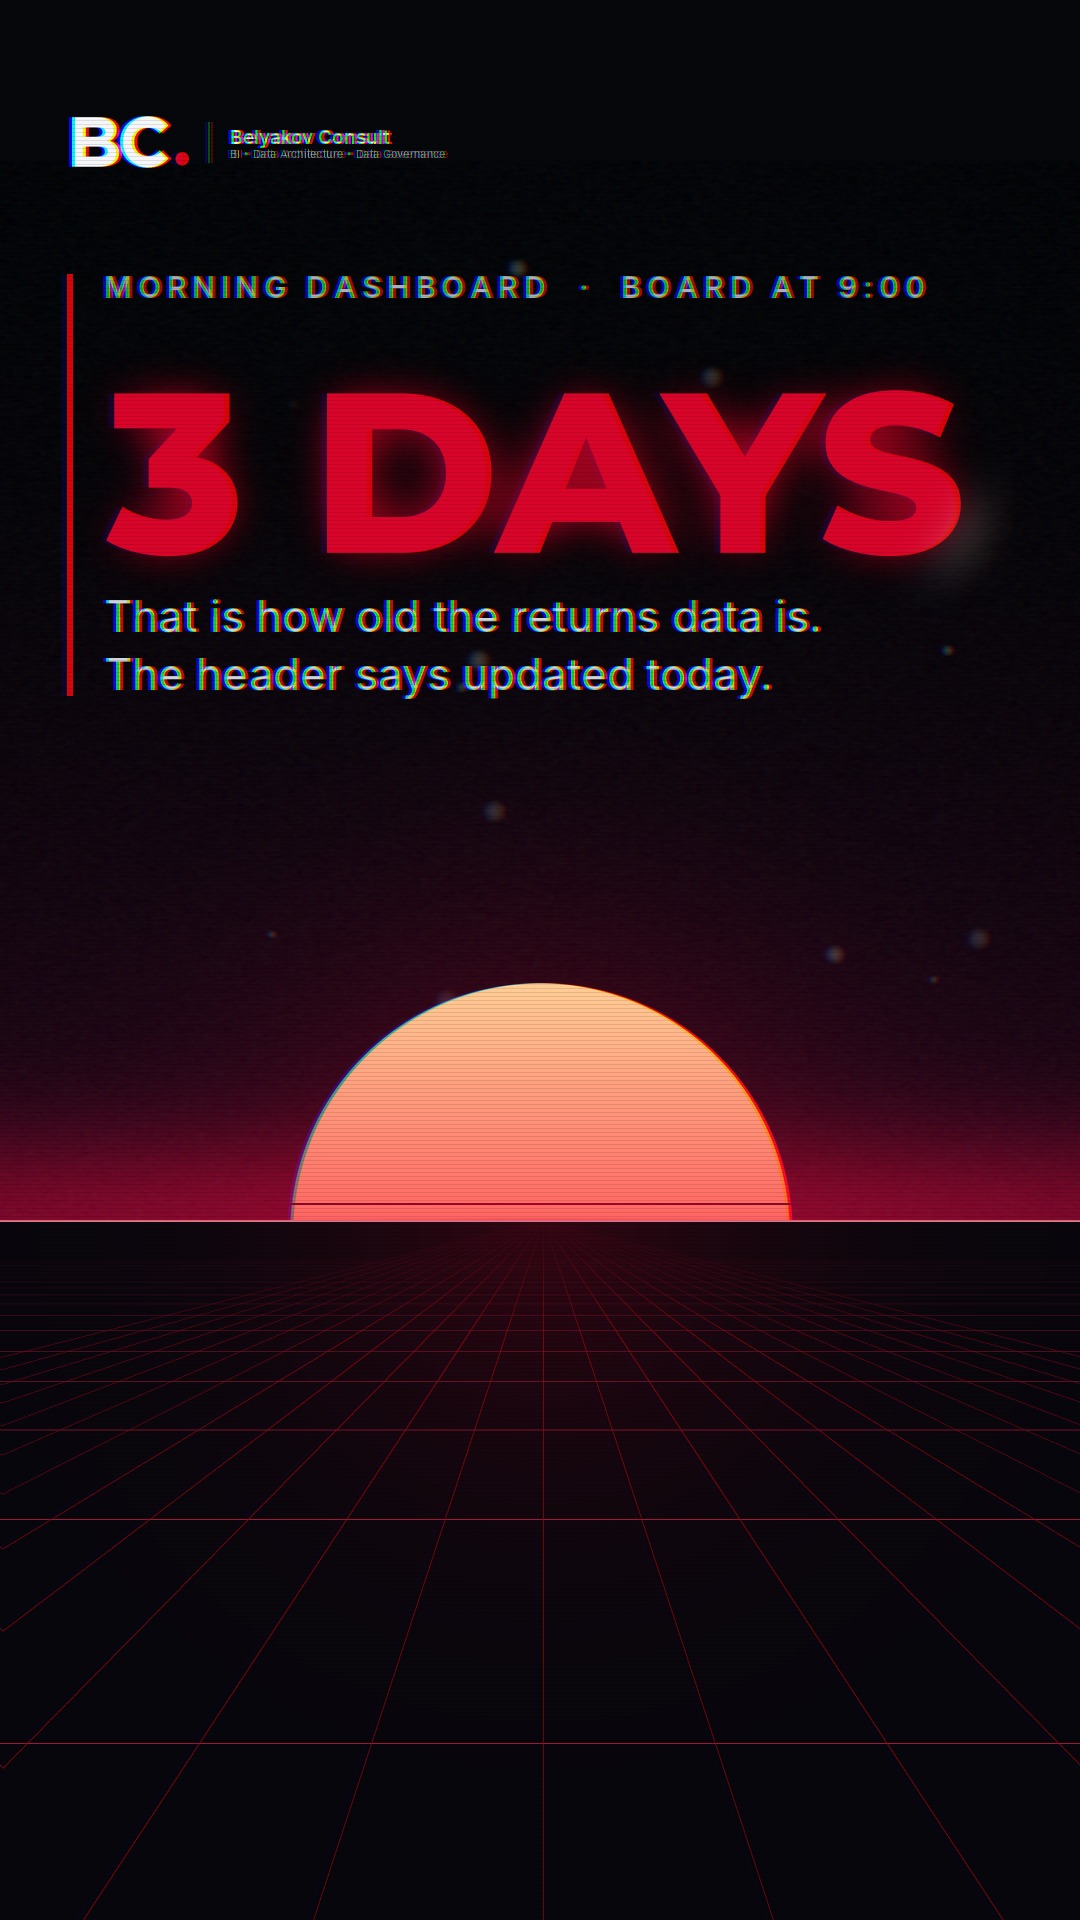 BC.
Belyakov Consult
BI • Data Architecture • Data Governance
MORNING DASHBOARD · BOARD AT 9:00
3 DAYS
That is how old the returns data is.
The header says updated today.